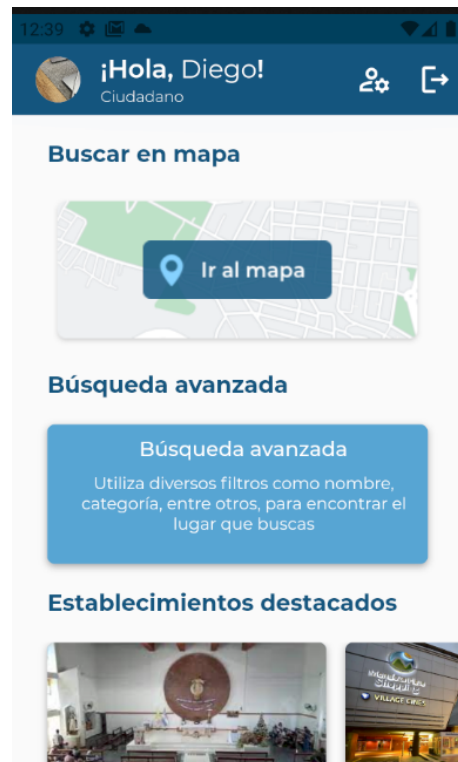 12:39
¡Hola, Diego!
Ciudadano
Buscar en mapa
Ir al mapa
Búsqueda avanzada
Búsqueda avanzada
Utiliza diversos filtros como nombre,
categoría, entre otros, para encontrar el
lugar que buscas
Establecimientos destacados
VILLAGE CINES